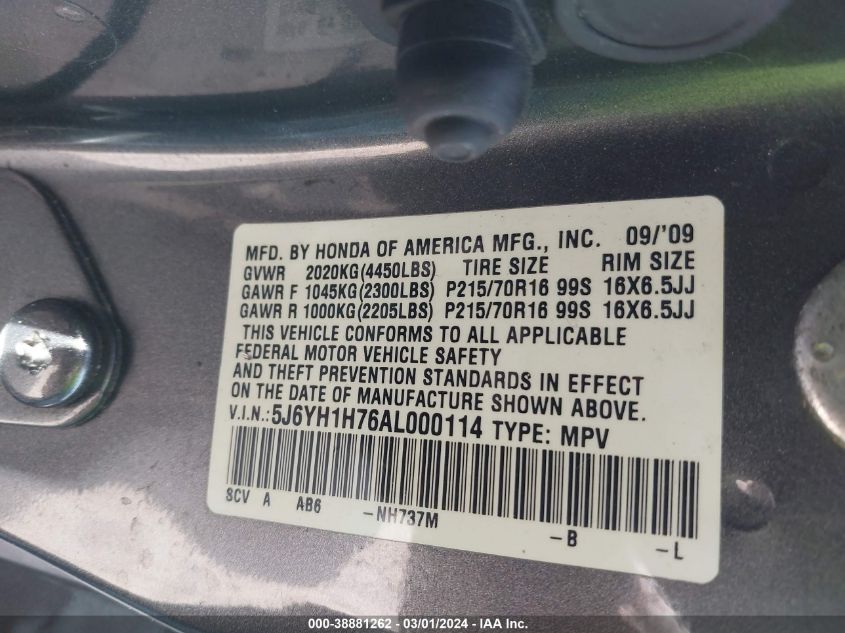 MFD. BY HONDA OF AMERICA MFG., INC. 09/'09
GVWR 2020KG(4450LBS) TIRE SIZE RIM SIZE
GAWR F 1045KG(2300LBS) P215/70R16 99S 16X6.5JJ
GAWR R 1000KG(2205LBS) P215/70R16 99S 16X6.5JJ
THIS VEHICLE CONFORMS TO ALL APPLICABLE
FEDERAL MOTOR VEHICLE SAFETY
AND THEFT PREVENTION STANDARDS IN EFFECT
ON THE DATE OF MANUFACTURE SHOWN ABOVE.
V.I.N.: 5J6YH1H76AL000114 TYPE: MPV
SCV A AB6 -NH737M -B -L
000-38881262 - 03/01/2024 - IAA Inc.